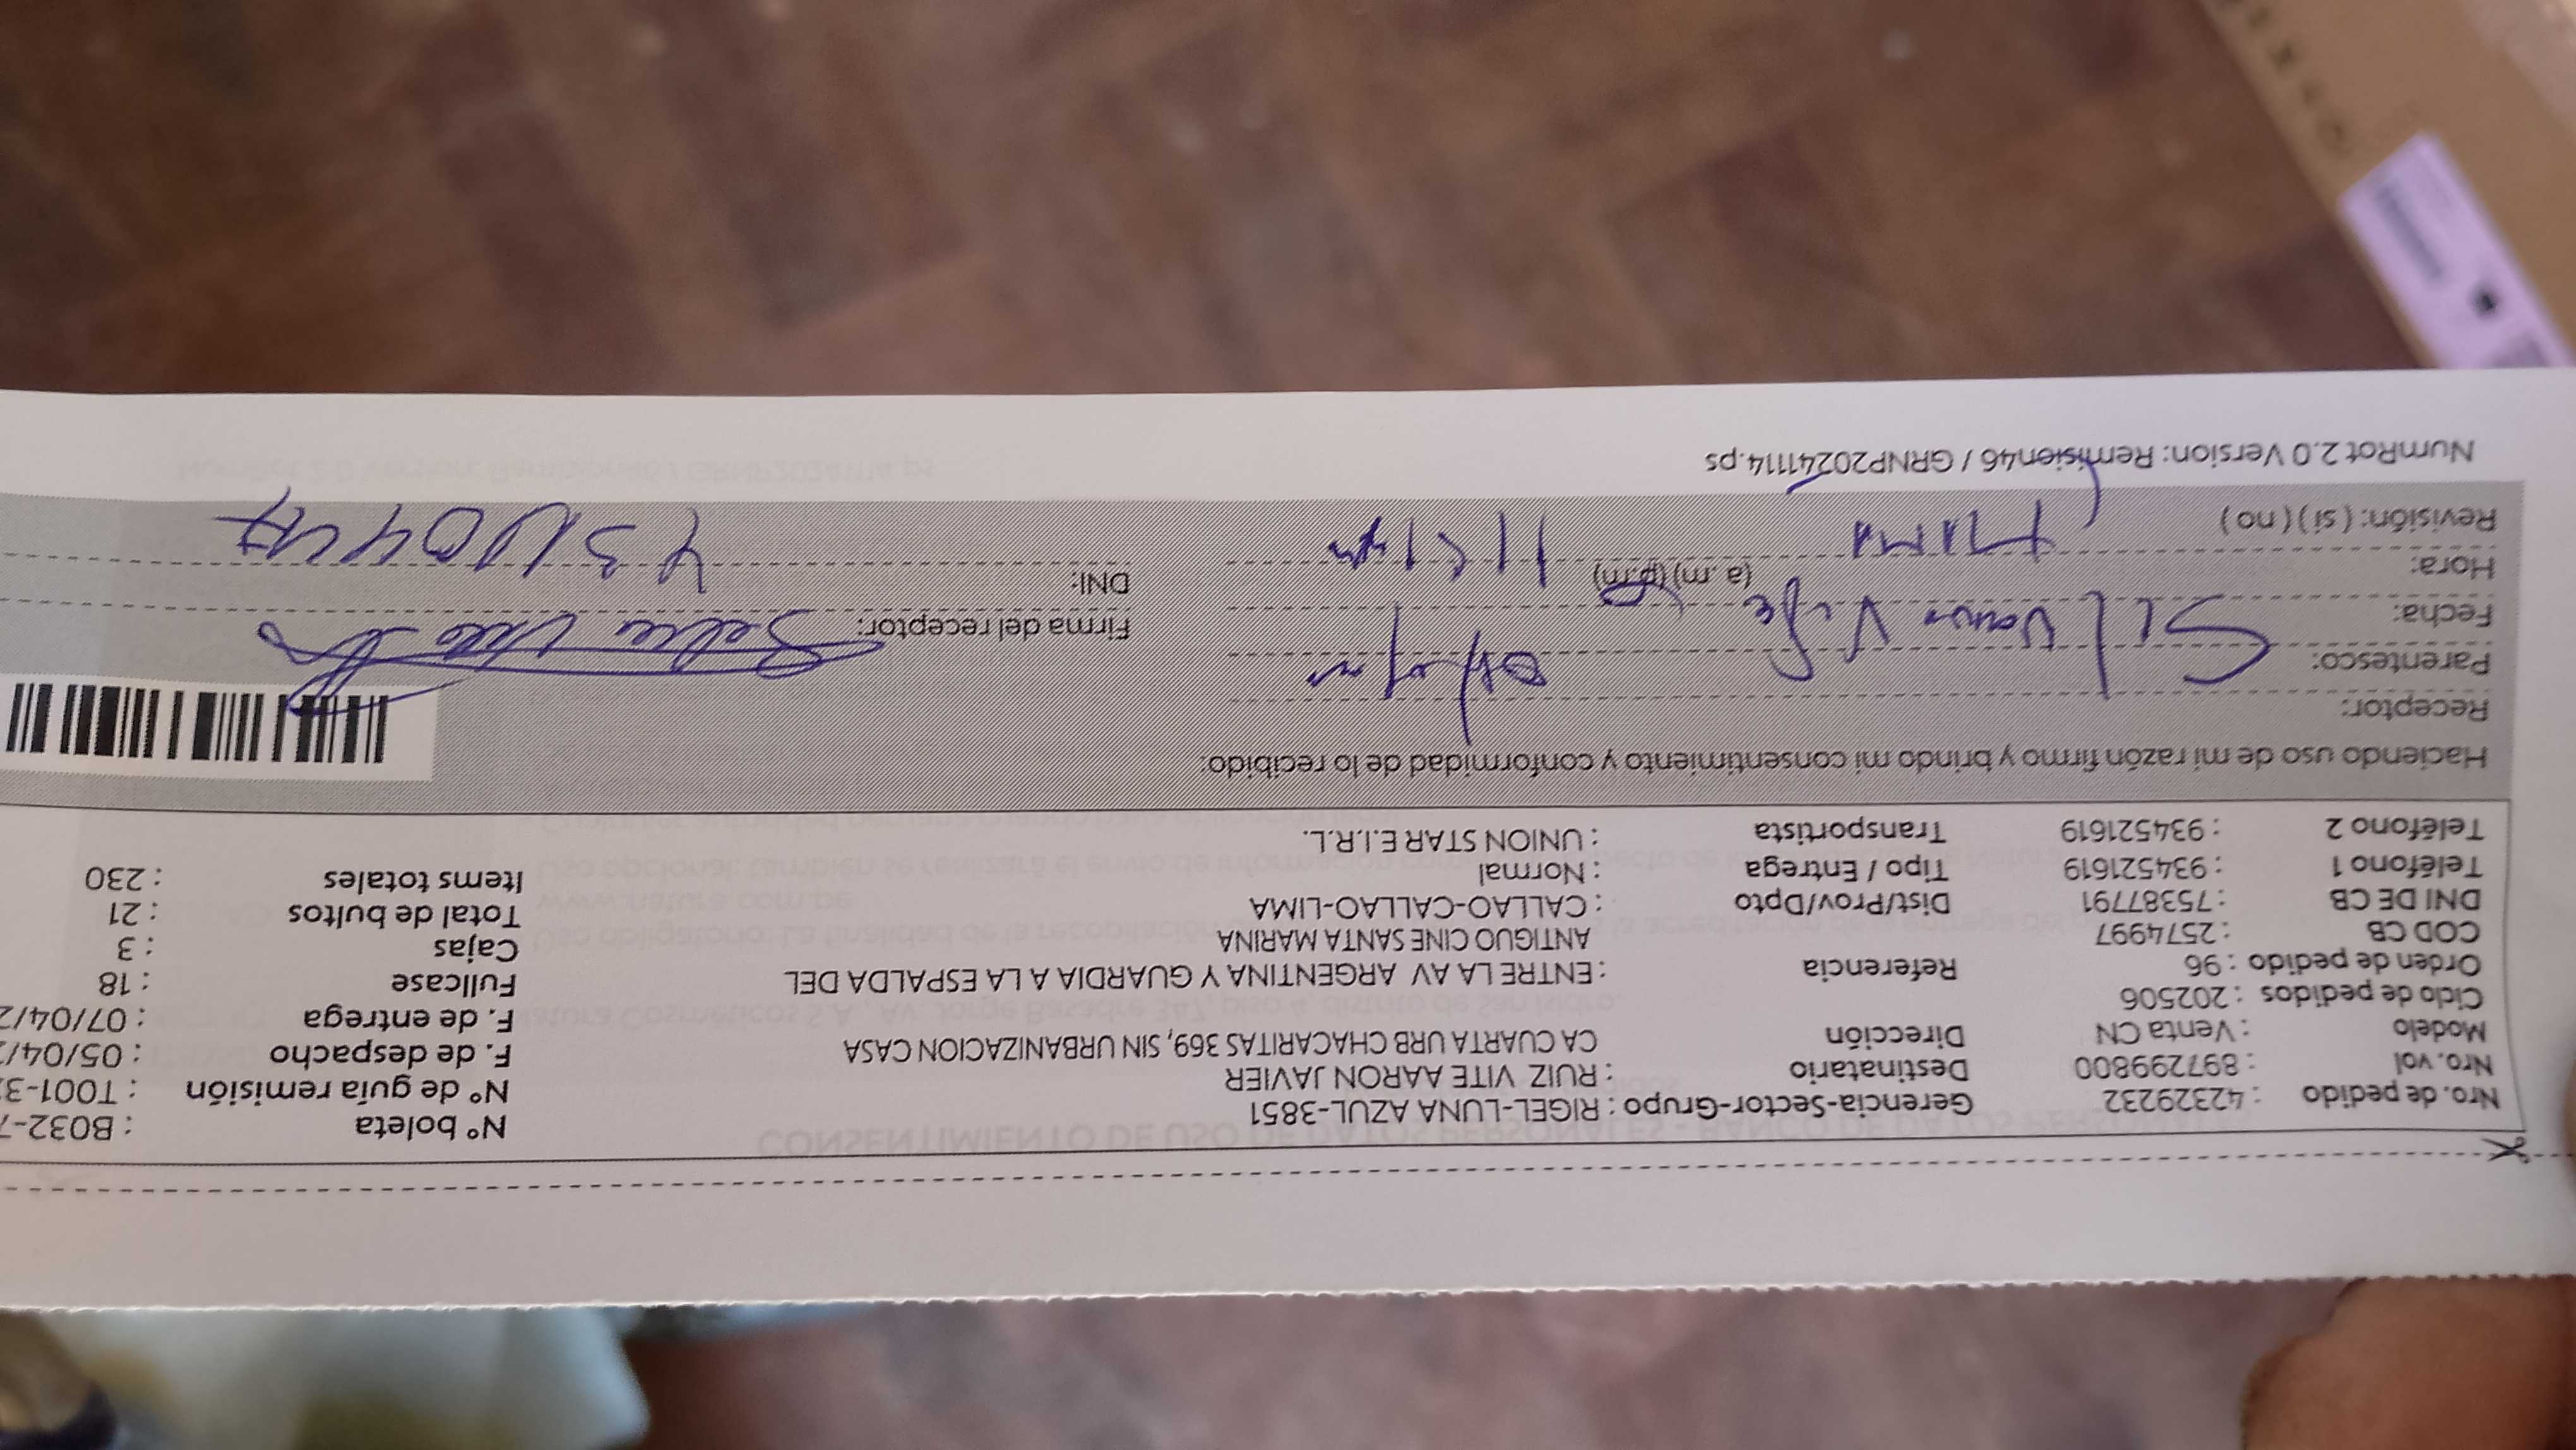 Nro. de pedido : 42329232 Gerencia-Sector-Grupo : RIGEL-LUNA AZUL-3851 N° boleta : B032-7
Nro. vol : 897299800 Destinatario : RUIZ VITE AARON JAVIER N° de guía remisión : T001-3
Modelo : Venta CN Dirección CA CUARTA URB CHACARITAS 369, SIN URBANIZACION CASA F. de despacho : 05/04/2
Ciclo de pedidos : 202506 F. de entrega : 07/04/2
Orden de pedido : 96 Referencia : ENTRE LA AV ARGENTINA Y GUARDIA A LA ESPALDA DEL Fullcase : 18
COD CB : 2574997 ANTIGUO CINE SANTA MARINA Cajas : 3
DNI DE CB : 75387791 Dist/Prov/Dpto : CALLAO-CALLAO-LIMA Total de bultos : 21
Teléfono 1 : 934521619 Tipo / Entrega : Normal Items totales : 230
Teléfono 2 : 934521619 Transportista : UNION STAR E.I.R.L.
Haciendo uso de mi razón firmo y brindo mi consentimiento y conformidad de lo recibido:
Receptor:
Parentesco:
Fecha: Firma del receptor:
Hora: (a.m) (p.m) DNI:
Revisión: ( si ) ( no )
NumRot 2.0 Version: Remision46 / GRNP20241114.ps